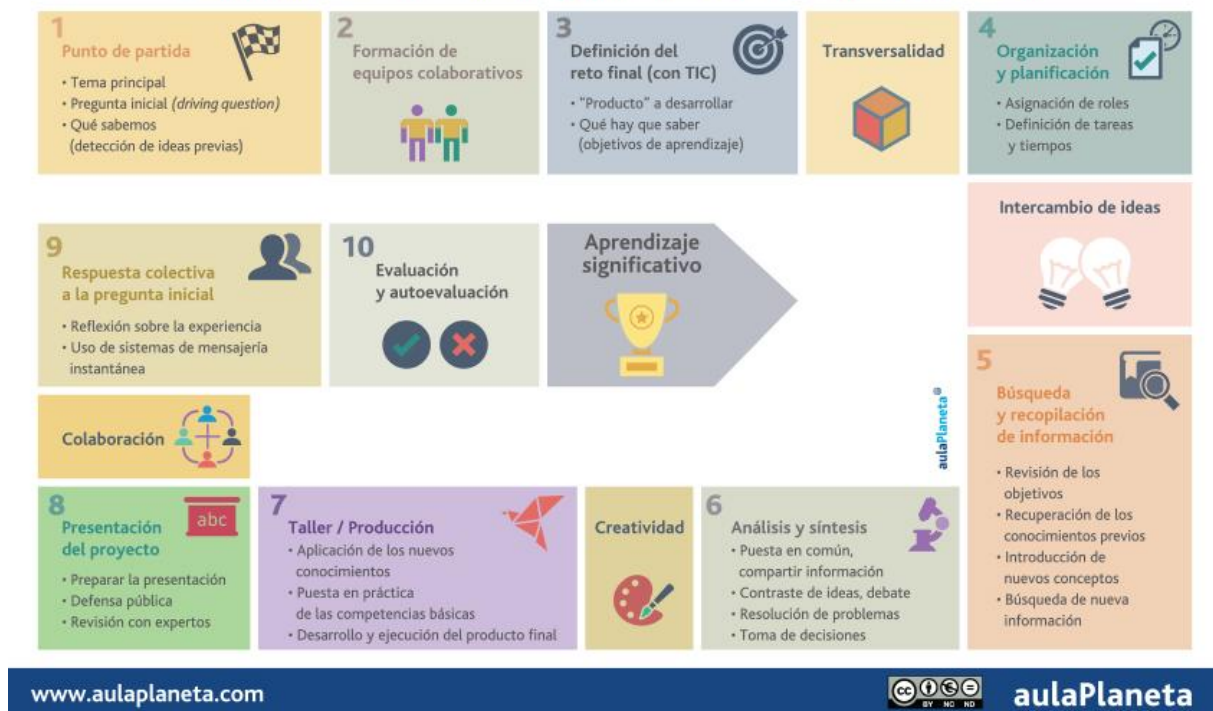 1
Punto de partida
• Tema principal
• Pregunta inicial (driving question)
• Qué sabemos
(detección de ideas previas)
2
Formación de
equipos colaborativos
3
Definición del
reto final (con TIC)
• "Producto" a desarrollar
• Qué hay que saber
(objetivos de aprendizaje)
Transversalidad
4
Organización
y planificación
• Asignación de roles
• Definición de tareas
y tiempos
Intercambio de ideas
5
Búsqueda
y recopilación
de información
• Revisión de los
objetivos
• Recuperación de los
conocimientos previos
• Introducción de
nuevos conceptos
• Búsqueda de nueva
información
6
Análisis y síntesis
• Puesta en común,
compartir información
• Contraste de ideas, debate
• Resolución de problemas
• Toma de decisiones
Creatividad
7
Taller / Producción
• Aplicación de los nuevos
conocimientos
• Puesta en práctica
de las competencias básicas
• Desarrollo y ejecución del producto final
8
Presentación
del proyecto
abc
• Preparar la presentación
• Defensa pública
• Revisión con expertos
Colaboración
9
Respuesta colectiva
a la pregunta inicial
• Reflexión sobre la experiencia
• Uso de sistemas de mensajería
instantánea
10
Evaluación
y autoevaluación
Aprendizaje
significativo
aulaPlaneta
www.aulaplaneta.com
cc
BY NC ND
aulaPlaneta